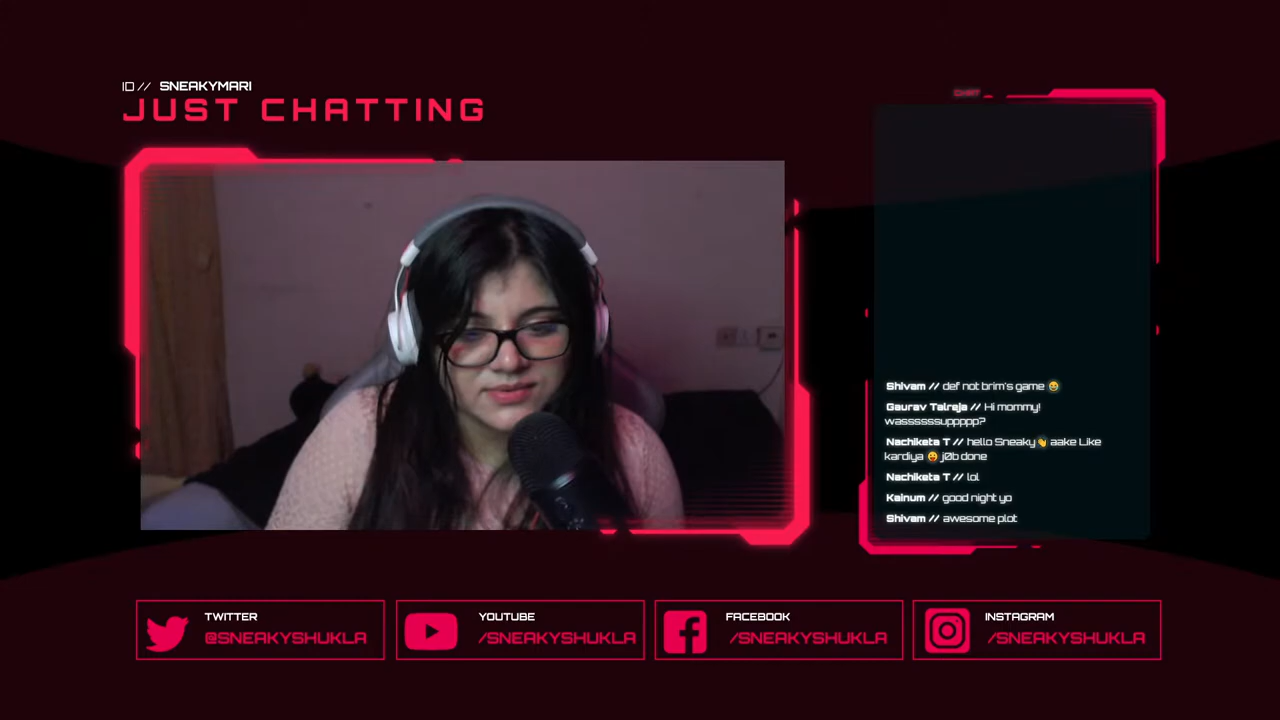 ID // SNEAKYMARI
JUST CHATTING
CHAT
Shivam // def not brim's game 😆
Gaurav Talreja // Hi mommy!
wassssssuppppp?
Nachiketa T // hello Sneaky👋 aake Like
kardiya 😛 j0b done
Nachiketa T // lol
Kainum // good night yo
Shivam // awesome plot
TWITTER
@SNEAKYSHUKLA
YOUTUBE
/SNEAKYSHUKLA
FACEBOOK
/SNEAKYSHUKLA
INSTAGRAM
/SNEAKYSHUKLA